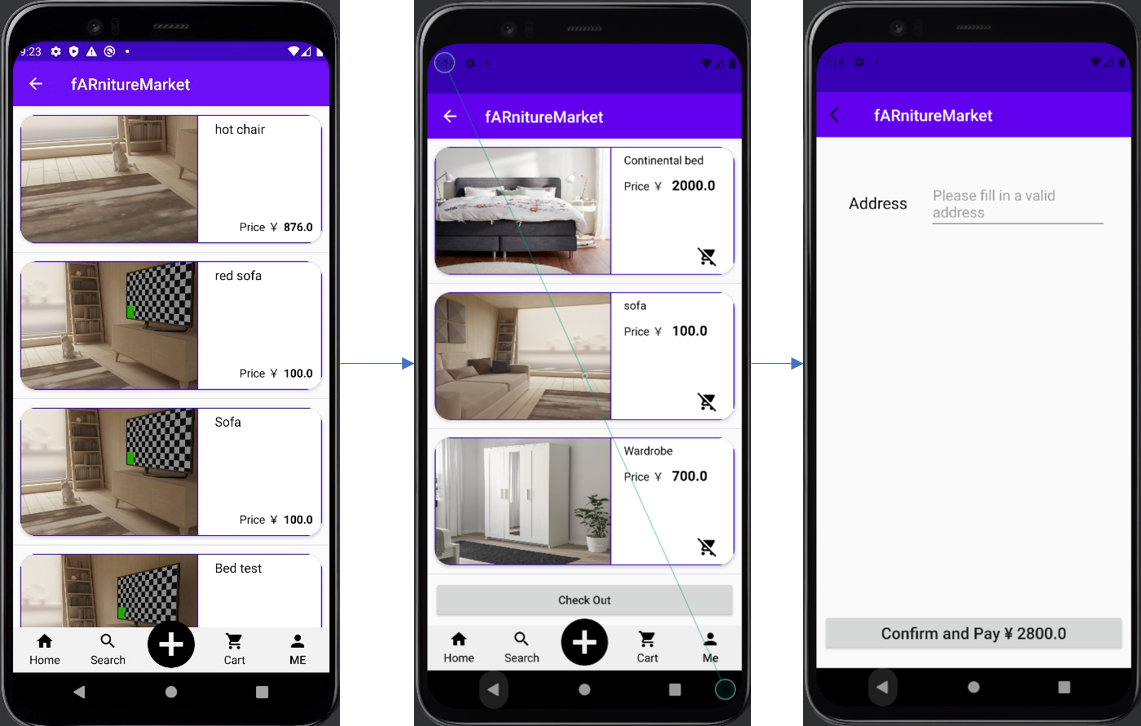 9:23
fARnitureMarket
hot chair
Price ¥ 876.0
red sofa
Price ¥ 100.0
Sofa
Price ¥ 100.0
Bed test
Home
Search
Cart
ME
fARnitureMarket
Continental bed
Price ¥ 2000.0
sofa
Price ¥ 100.0
Wardrobe
Price ¥ 700.0
Check Out
Home
Search
Cart
Me
7:16
fARnitureMarket
Address
Please fill in a valid
address
Confirm and Pay ¥ 2800.0